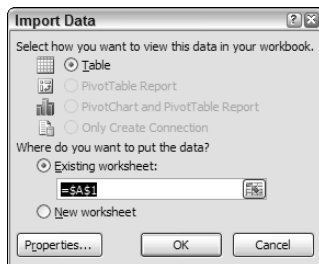 Import Data
Select how you want to view this data in your workbook.
Table
PivotTable Report
PivotChart and PivotTable Report
Only Create Connection
Where do you want to put the data?
Existing worksheet:
=$A$1
New worksheet
Properties... OK Cancel